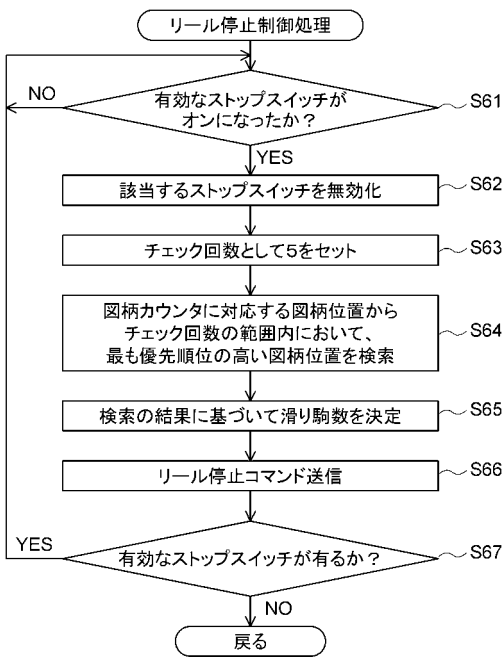 リール停止制御処理
NO
有効なストップスイッチが
オンになったか？
S61
YES
該当するストップスイッチを無効化
S62
チェック回数として5をセット
S63
図柄カウンタに対応する図柄位置から
チェック回数の範囲内において、
最も優先順位の高い図柄位置を検索
S64
検索の結果に基づいて滑り駒数を決定
S65
リール停止コマンド送信
S66
YES
有効なストップスイッチが有るか？
S67
NO
戻る